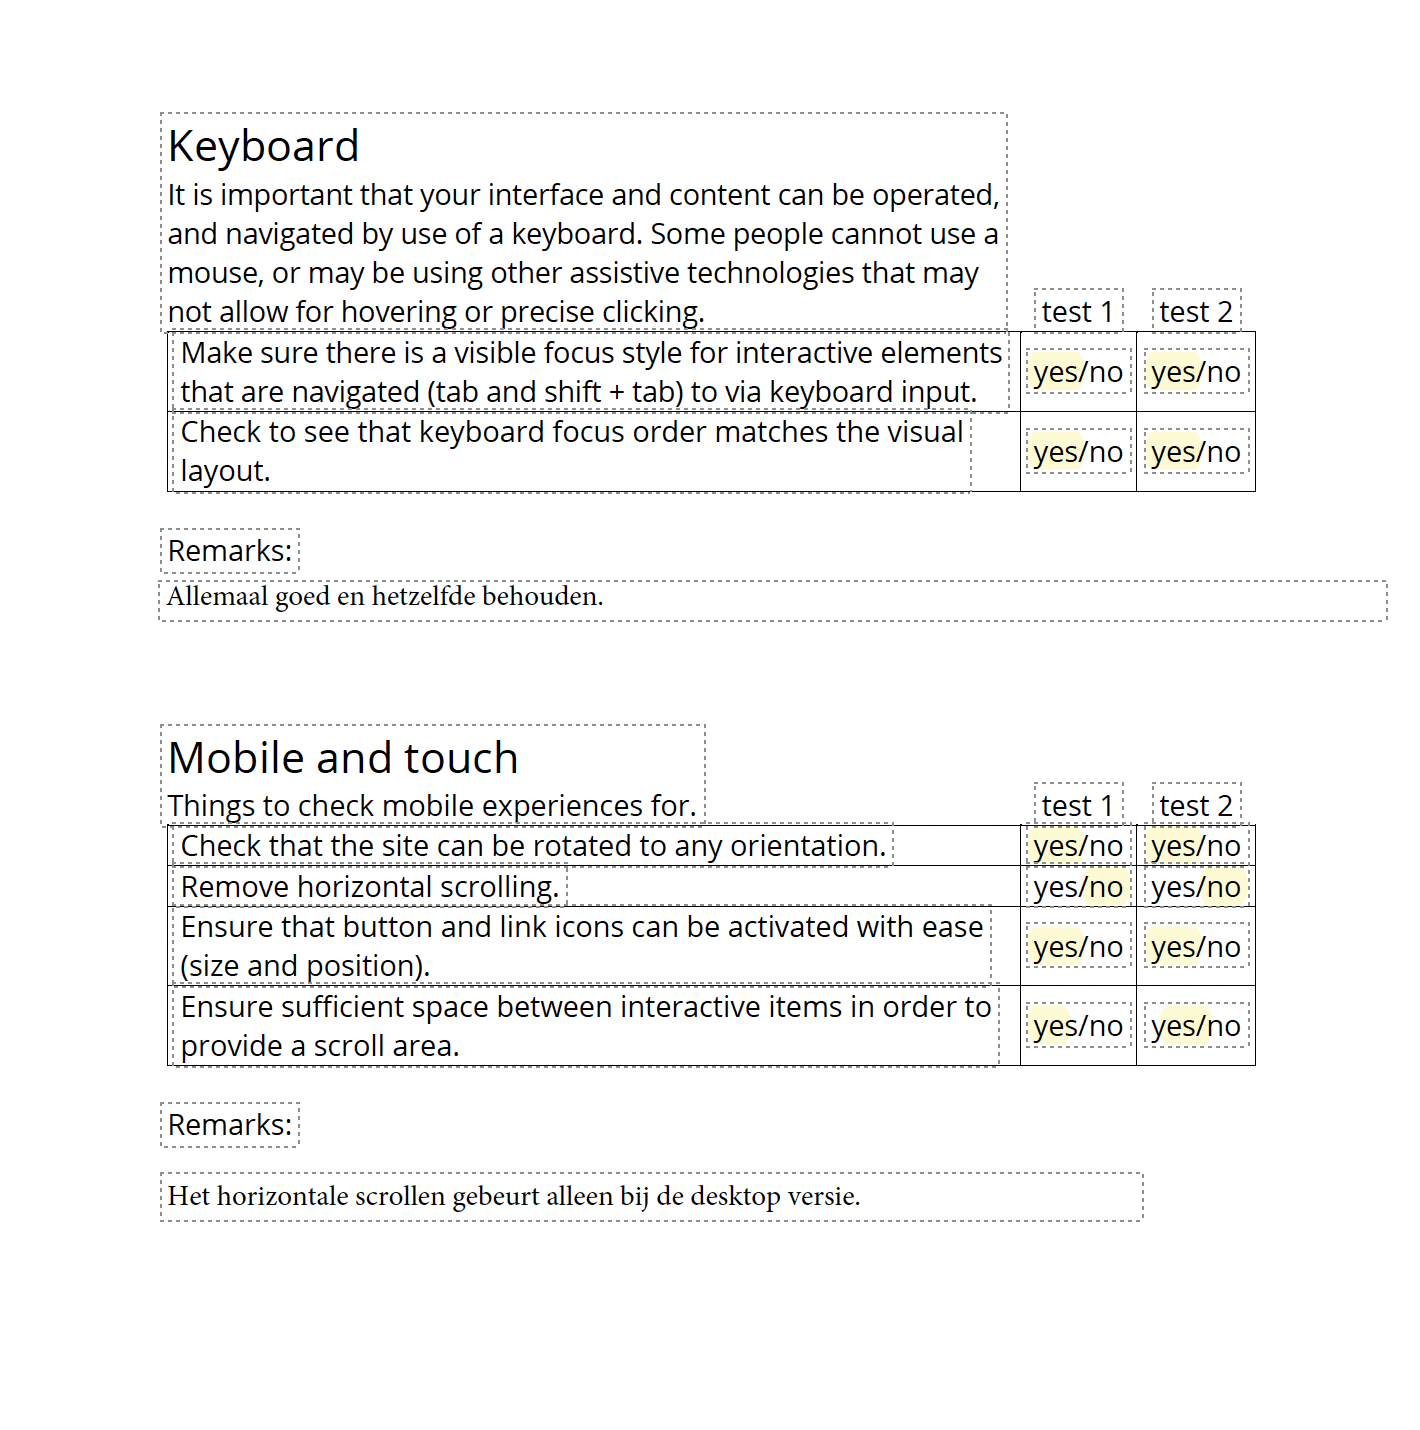 Keyboard
It is important that your interface and content can be operated,
and navigated by use of a keyboard. Some people cannot use a
mouse, or may be using other assistive technologies that may
not allow for hovering or precise clicking.
test 1 test 2
Make sure there is a visible focus style for interactive elements
that are navigated (tab and shift + tab) to via keyboard input.
yes/no yes/no
Check to see that keyboard focus order matches the visual
layout.
yes/no yes/no
Remarks:
Allemaal goed en hetzelfde behouden.
Mobile and touch
Things to check mobile experiences for.
test 1 test 2
Check that the site can be rotated to any orientation. yes/no yes/no
Remove horizontal scrolling. yes/no yes/no
Ensure that button and link icons can be activated with ease
(size and position).
yes/no yes/no
Ensure sufficient space between interactive items in order to
provide a scroll area.
yes/no yes/no
Remarks:
Het horizontale scrollen gebeurt alleen bij de desktop versie.